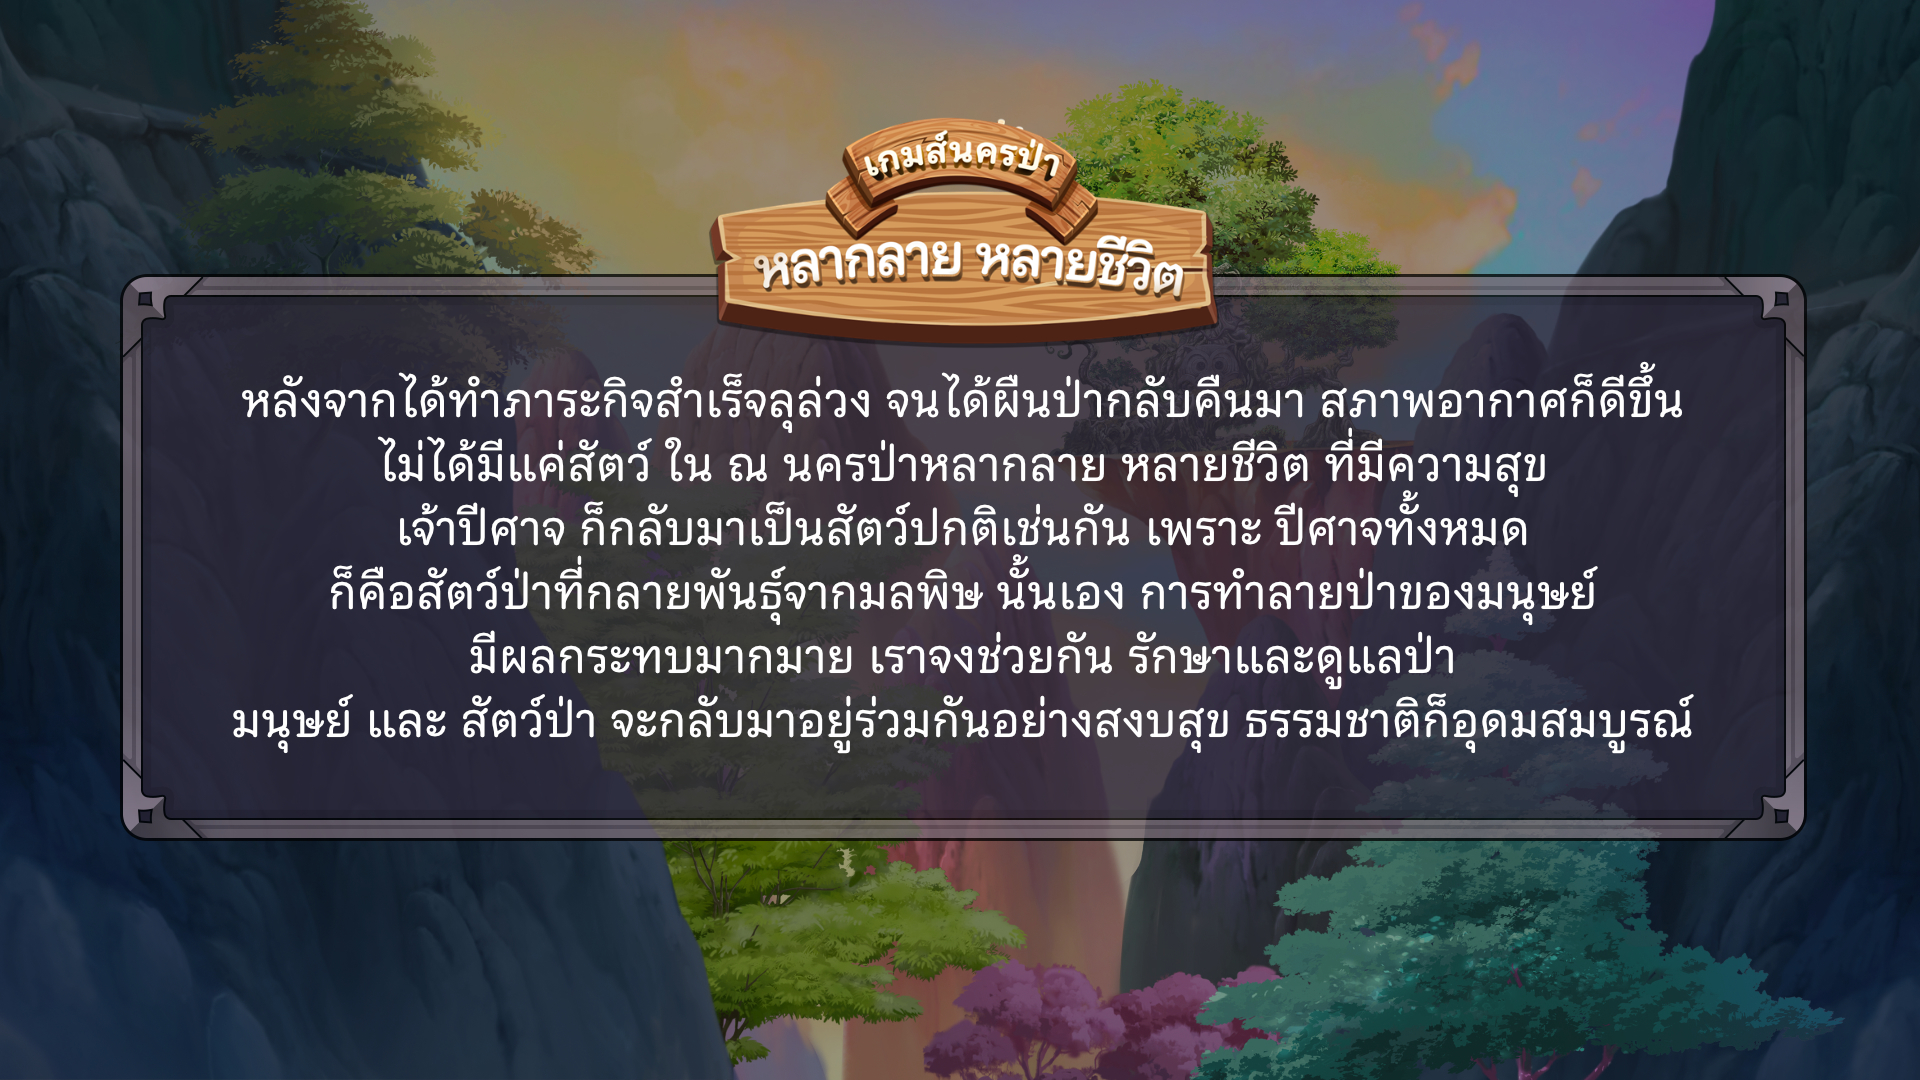 เกมส์นครป่า
หลากลาย หลายชีวิต
หลังจากได้ทำภาระกิจสำเร็จลุล่วง จนได้ผืนป่ากลับคืนมา สภาพอากาศก็ดีขึ้น
ไม่ได้มีแค่สัตว์ ใน ณ นครป่าหลากลาย หลายชีวิต ที่มีความสุข
เจ้าปีศาจ ก็กลับมาเป็นสัตว์ปกติเช่นกัน เพราะ ปีศาจทั้งหมด
ก็คือสัตว์ป่าที่กลายพันธุ์จากมลพิษ นั้นเอง การทำลายป่าของมนุษย์
มีผลกระทบมากมาย เราจงช่วยกัน รักษาและดูแลป่า
มนุษย์ และ สัตว์ป่า จะกลับมาอยู่ร่วมกันอย่างสงบสุข ธรรมชาติก็อุดมสมบูรณ์